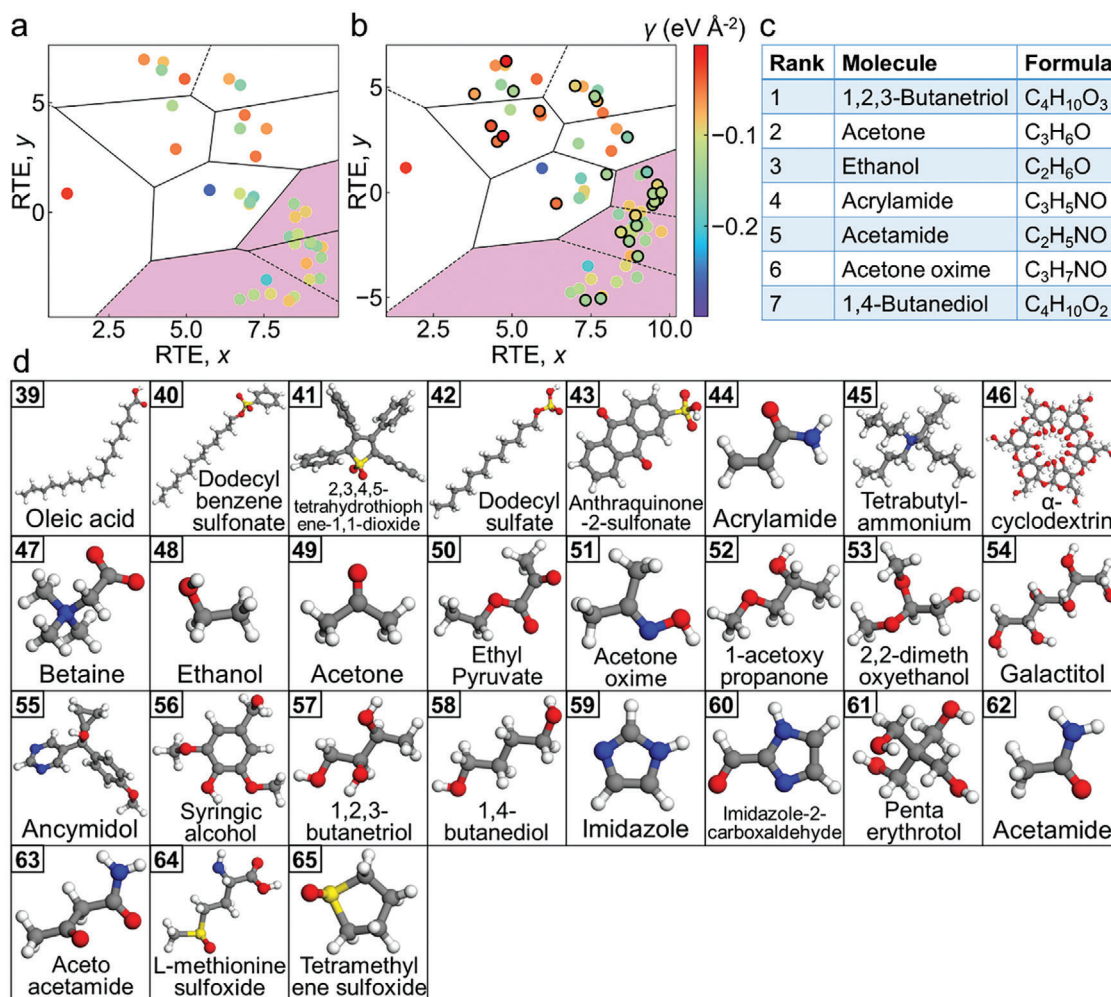 a
b
γ (eV Å-2)
c
RTE, y
5
0
2.5
5.0
7.5
RTE, x
RTE, y
5
0
−5
2.5
5.0
7.5
10.0
RTE, x
−0.1
−0.2
Rank Molecule Formula
1 1,2,3-Butanetriol C4H10O3
2 Acetone C3H6O
3 Ethanol C2H6O
4 Acrylamide C3H5NO
5 Acetamide C2H5NO
6 Acetone oxime C3H7NO
7 1,4-Butanediol C4H10O2
d
39
Oleic acid
40
Dodecyl
benzene
sulfonate
41
2,3,4,5-
tetrahydrothioph
ene-1,1-dioxide
42
Dodecyl
sulfate
43
Anthraquinone
-2-sulfonate
44
Acrylamide
45
Tetrabutyl-
ammonium
46
α-
cyclodextrin
47
Betaine
48
Ethanol
49
Acetone
50
Ethyl
Pyruvate
51
Acetone
oxime
52
1-acetoxy
propanone
53
2,2-dimeth
oxyethanol
54
Galactitol
55
Ancymidol
56
Syringic
alcohol
57
1,2,3-
butanetriol
58
1,4-
butanediol
59
Imidazole
60
Imidazole-2-
carboxaldehyde
61
Penta
erythrotol
62
Acetamide
63
Aceto
acetamide
64
L-methionine
sulfoxide
65
Tetramethyl
ene sulfoxide